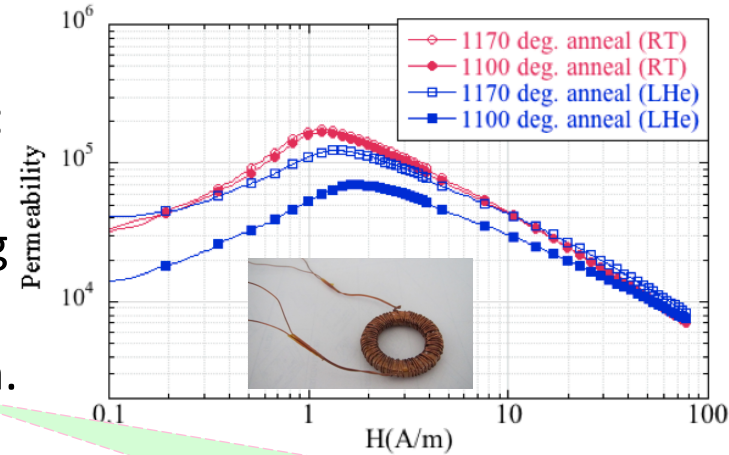 10^6
1170 deg. anneal (RT)
1100 deg. anneal (RT)
1170 deg. anneal (LHe)
1100 deg. anneal (LHe)
10^5
Permeability
10^4
0.1
1
10
100
H(A/m)